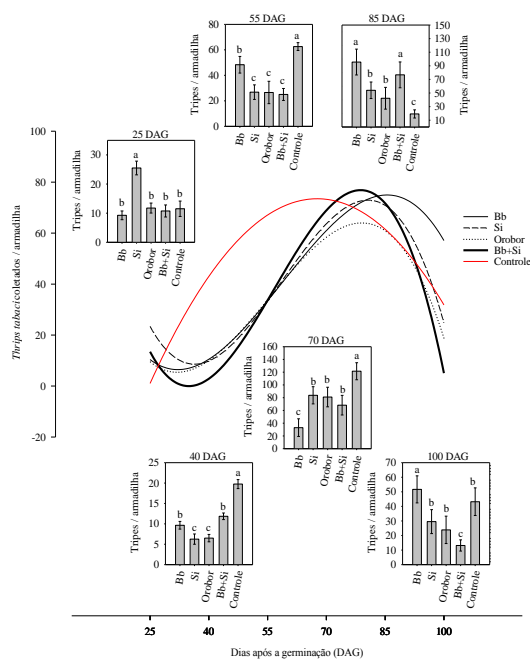 55 DAG
Tripes / armadilha
80
60
40
20
0
b
c
c
c
a
Bb
Si
Orobor
Bb+Si
Controle
85 DAG
Tripes / armadilha
150
130
110
90
70
50
30
10
a
b
b
a
c
Bb
Si
Orobor
Bb+Si
Controle
25 DAG
Tripes / armadilha
30
20
10
0
b
a
b
b
b
Bb
Si
Orobor
Bb+Si
Controle
Thrips tabaci coletados / armadilha
100
80
60
40
20
0
-20
Bb
Si
Orobor
Bb+Si
Controle
70 DAG
Tripes / armadilha
160
140
120
100
80
60
40
20
0
c
b
b
b
a
Bb
Si
Orobor
Bb+Si
Controle
40 DAG
Tripes / armadilha
25
20
15
10
5
0
b
c
c
b
a
Bb
Si
Orobor
Bb+Si
Controle
100 DAG
Tripes / armadilha
70
60
50
40
30
20
10
0
a
b
b
c
b
Bb
Si
Orobor
Bb+Si
Controle
25 40 55 70 85 100
Dias após a germinação (DAG)